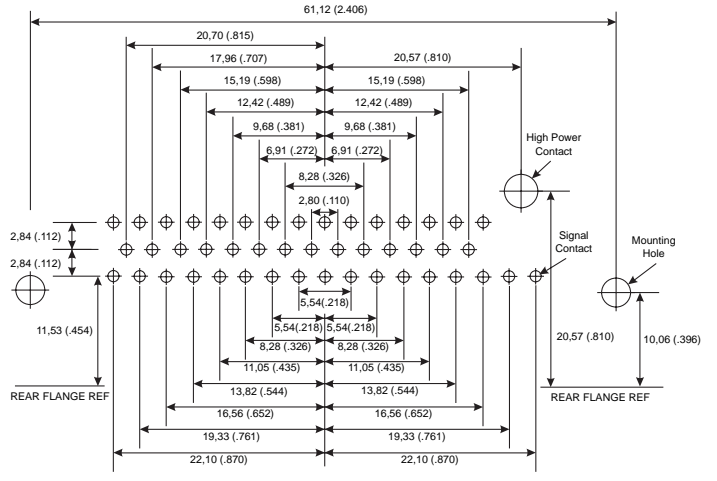 61,12 (2.406)
20,70 (.815)
17,96 (.707) 20,57 (.810)
15,19 (.598) 15,19 (.598)
12,42 (.489) 12,42 (.489)
9,68 (.381) 9,68 (.381)
High Power
Contact
6,91 (.272) 6,91 (.272)
8,28 (.326)
2,80 (.110)
2,84 (.112)
Signal
Contact
Mounting
Hole
2,84 (.112)
5,54(.218)
11,53 (.454) 5,54(.218) 5,54(.218) 20,57 (.810) 10,06 (.396)
8,28 (.326) 8,28 (.326)
11,05 (.435) 11,05 (.435)
13,82 (.544) 13,82 (.544)
REAR FLANGE REF REAR FLANGE REF
16,56 (.652) 16,56 (.652)
19,33 (.761) 19,33 (.761)
22,10 (.870) 22,10 (.870)